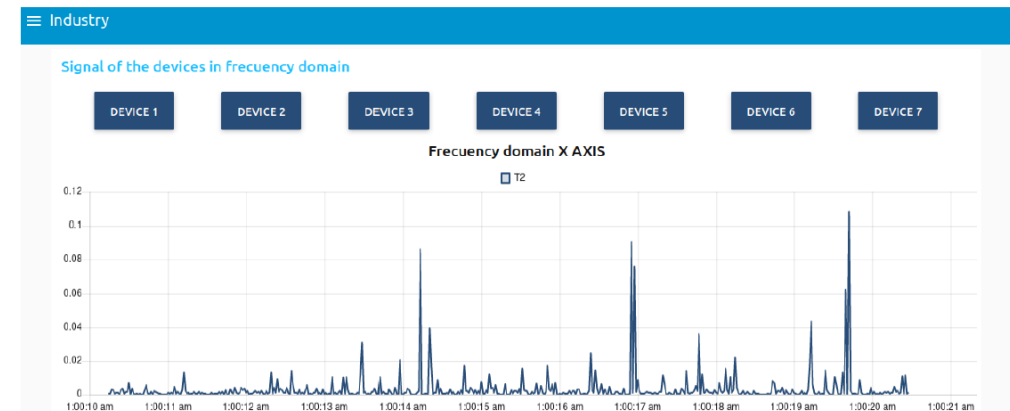 Industry
Signal of the devices in frecuency domain
DEVICE 1 DEVICE 2 DEVICE 3 DEVICE 4 DEVICE 5 DEVICE 6 DEVICE 7
Frecuency domain X AXIS
T2
0.12
0.1
0.08
0.06
0.04
0.02
0
1:00:10 am 1:00:11 am 1:00:12 am 1:00:13 am 1:00:14 am 1:00:15 am 1:00:16 am 1:00:17 am 1:00:18 am 1:00:19 am 1:00:20 am 1:00:21 am